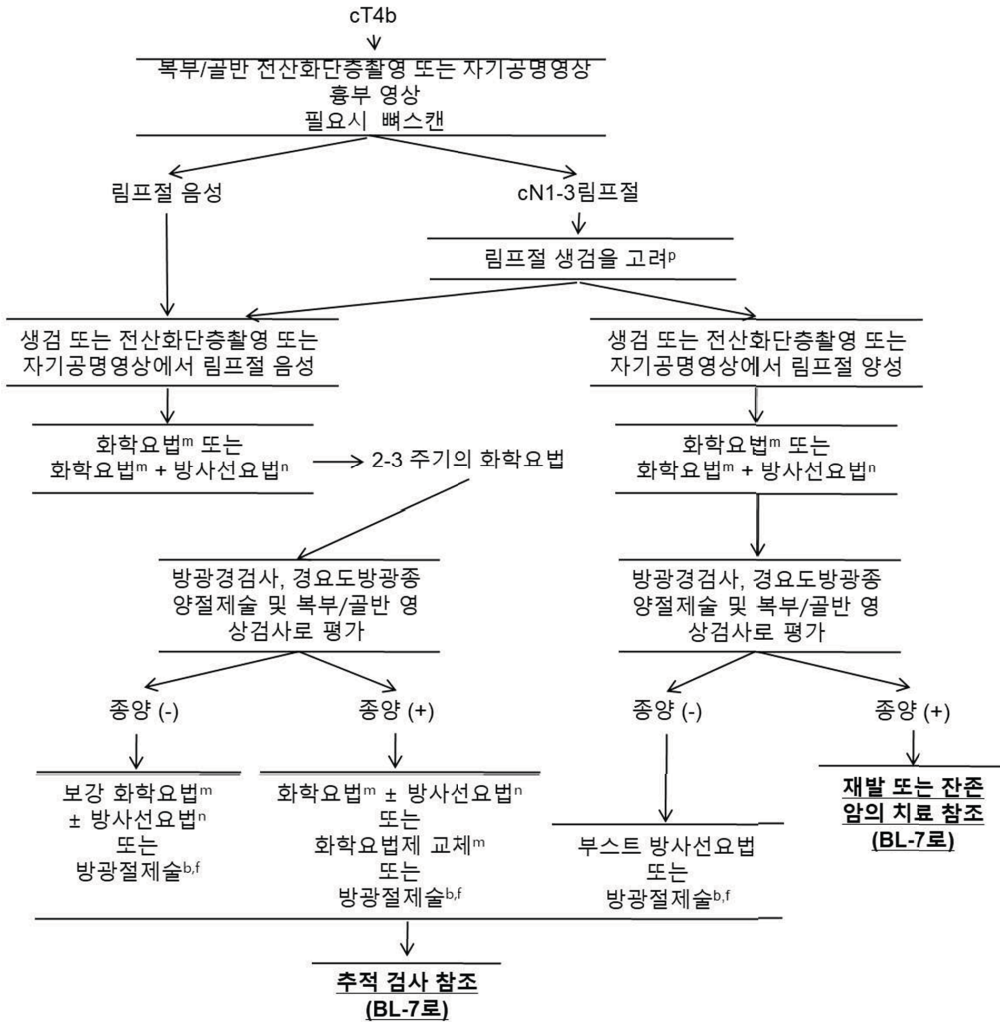 cT4b
복부/골반 전산화단층촬영 또는 자기공명영상
흉부 영상
필요시 뼈스캔
림프절 음성
cN1-3림프절
림프절 생검을 고려ᵖ
생검 또는 전산화단층촬영 또는
자기공명영상에서 림프절 음성
생검 또는 전산화단층촬영 또는
자기공명영상에서 림프절 양성
화학요법ᵐ 또는
화학요법ᵐ + 방사선요법ⁿ
2-3 주기의 화학요법
화학요법ᵐ 또는
화학요법ᵐ + 방사선요법ⁿ
방광경검사, 경요도방광종
양절제술 및 복부/골반 영
상검사로 평가
방광경검사, 경요도방광종
양절제술 및 복부/골반 영
상검사로 평가
종양 (-)
종양 (+)
종양 (-)
종양 (+)
보강 화학요법ᵐ
± 방사선요법ⁿ
또는
방광절제술ᵇ,ᶠ
화학요법ᵐ ± 방사선요법ⁿ
또는
화학요법제 교체ᵐ
또는
방광절제술ᵇ,ᶠ
부스트 방사선요법
또는
방광절제술ᵇ,ᶠ
재발 또는 잔존
암의 치료 참조
(BL-7로)
추적 검사 참조
(BL-7로)